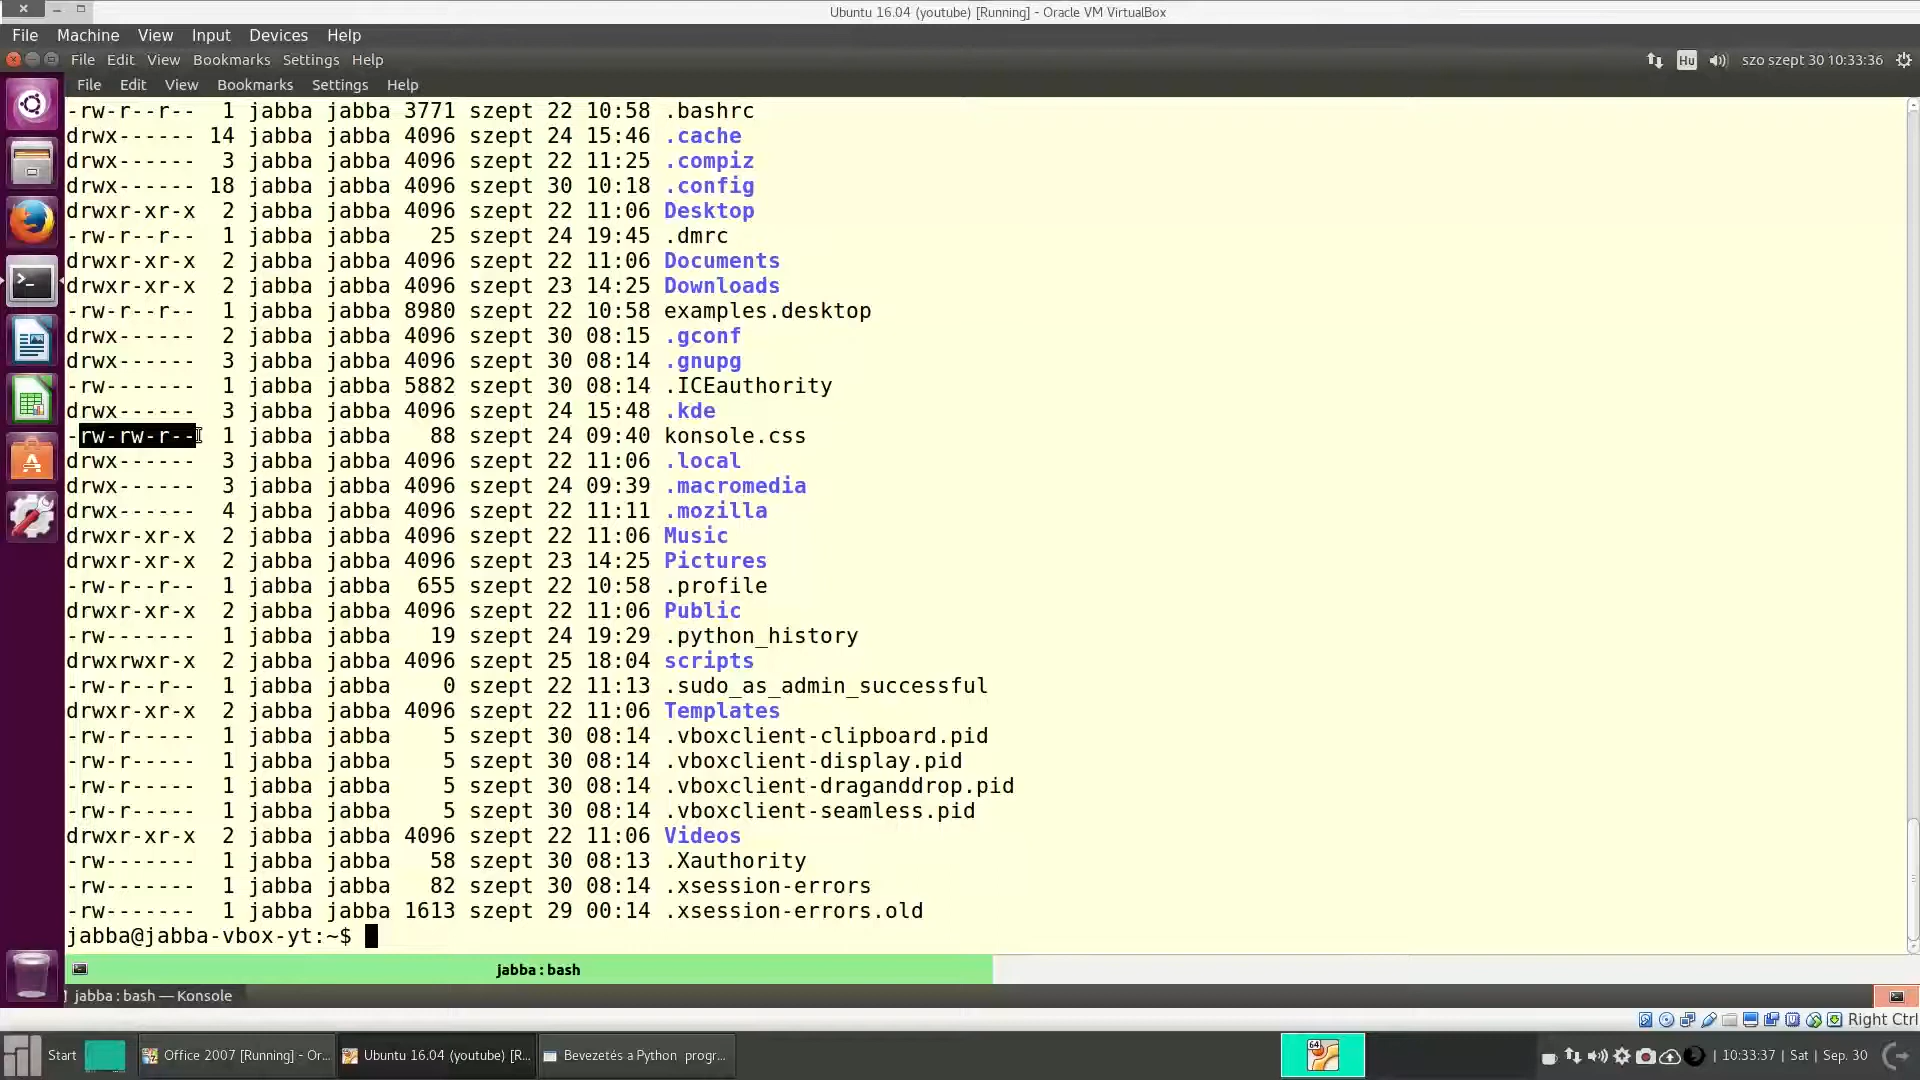 Ubuntu 16.04 (youtube) [Running] - Oracle VM VirtualBox
File Machine View Input Devices Help
File Edit View Bookmarks Settings Help
Hu szo szept 30 10:33:36
File Edit View Bookmarks Settings Help
-rw-r--r-- 1 jabba jabba 3771 szept 22 10:58 .bashrc
drwx------ 14 jabba jabba 4096 szept 24 15:46 .cache
drwx------ 3 jabba jabba 4096 szept 22 11:25 .compiz
drwx------ 18 jabba jabba 4096 szept 30 10:18 .config
drwxr-xr-x 2 jabba jabba 4096 szept 22 11:06 Desktop
-rw-r--r-- 1 jabba jabba 25 szept 24 19:45 .dmrc
drwxr-xr-x 2 jabba jabba 4096 szept 22 11:06 Documents
drwxr-xr-x 2 jabba jabba 4096 szept 23 14:25 Downloads
-rw-r--r-- 1 jabba jabba 8980 szept 22 10:58 examples.desktop
drwx------ 2 jabba jabba 4096 szept 30 08:15 .gconf
drwx------ 3 jabba jabba 4096 szept 30 08:14 .gnupg
-rw------- 1 jabba jabba 5882 szept 30 08:14 .ICEauthority
drwx------ 3 jabba jabba 4096 szept 24 15:48 .kde
-rw-rw-r-- 1 jabba jabba 88 szept 24 09:40 konsole.css
drwx------ 3 jabba jabba 4096 szept 22 11:06 .local
drwx------ 3 jabba jabba 4096 szept 24 09:39 .macromedia
drwx------ 4 jabba jabba 4096 szept 22 11:11 .mozilla
drwxr-xr-x 2 jabba jabba 4096 szept 22 11:06 Music
drwxr-xr-x 2 jabba jabba 4096 szept 23 14:25 Pictures
-rw-r--r-- 1 jabba jabba 655 szept 22 10:58 .profile
drwxr-xr-x 2 jabba jabba 4096 szept 22 11:06 Public
-rw------- 1 jabba jabba 19 szept 24 19:29 .python_history
drwxrwxr-x 2 jabba jabba 4096 szept 25 18:04 scripts
-rw-r--r-- 1 jabba jabba 0 szept 22 11:13 .sudo_as_admin_successful
drwxr-xr-x 2 jabba jabba 4096 szept 22 11:06 Templates
-rw-r----- 1 jabba jabba 5 szept 30 08:14 .vboxclient-clipboard.pid
-rw-r----- 1 jabba jabba 5 szept 30 08:14 .vboxclient-display.pid
-rw-r----- 1 jabba jabba 5 szept 30 08:14 .vboxclient-draganddrop.pid
-rw-r----- 1 jabba jabba 5 szept 30 08:14 .vboxclient-seamless.pid
drwxr-xr-x 2 jabba jabba 4096 szept 22 11:06 Videos
-rw------- 1 jabba jabba 58 szept 30 08:13 .Xauthority
-rw------- 1 jabba jabba 82 szept 30 08:14 .xsession-errors
-rw------- 1 jabba jabba 1613 szept 29 00:14 .xsession-errors.old
jabba@jabba-vbox-yt:~$
jabba : bash
jabba : bash — Konsole
Right Ctrl
Start Office 2007 [Running] - Or... Ubuntu 16.04 (youtube) [R... Bevezetés a Python progr... 64 | 10:33:37 | Sat | Sep. 30